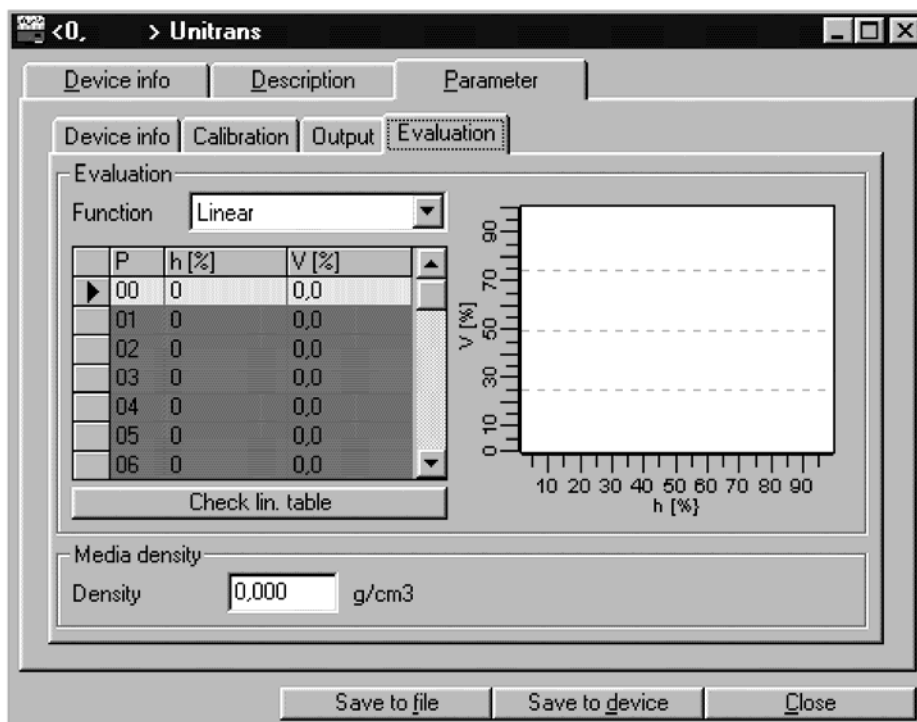 <0, > Unitrans
Device info Description Parameter
Device info Calibration Output Evaluation
Evaluation
Function Linear
P h [%] V [%]
00 0 0,0
01 0 0,0
02 0 0,0
03 0 0,0
04 0 0,0
05 0 0,0
06 0 0,0
Check lin. table
V [%]
90
70
50
30
10
0
10 20 30 40 50 60 70 80 90
h [%}
Media density
Density 0,000 g/cm3
Save to file Save to device Close